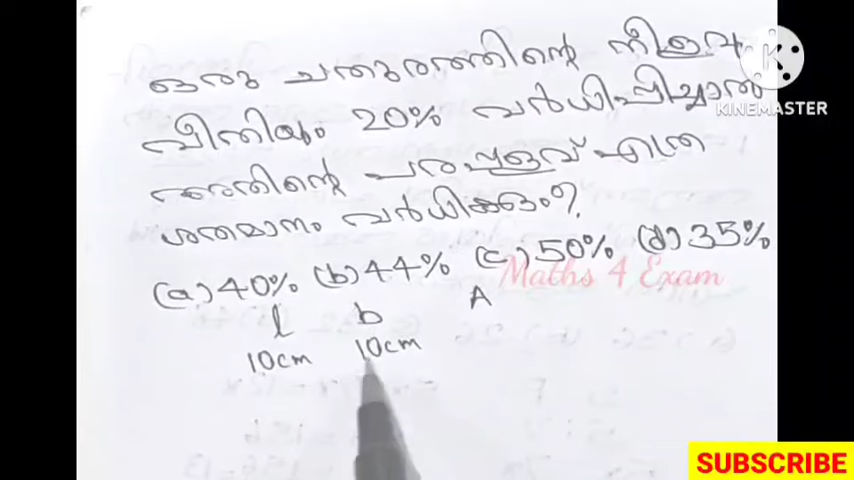 ഒരു ചതുരത്തിന്റെ നീളവും
വീതിയും 20% വർധിപ്പിച്ചാൽ
അതിന്റെ പരപ്പളവ് എത്ര
ശതമാനം വർധിക്കും?
(a) 40% (b) 44% (c) 50% (d) 35%
l b A
10cm 10cm
KINEMASTER
Maths 4 Exam
SUBSCRIBE